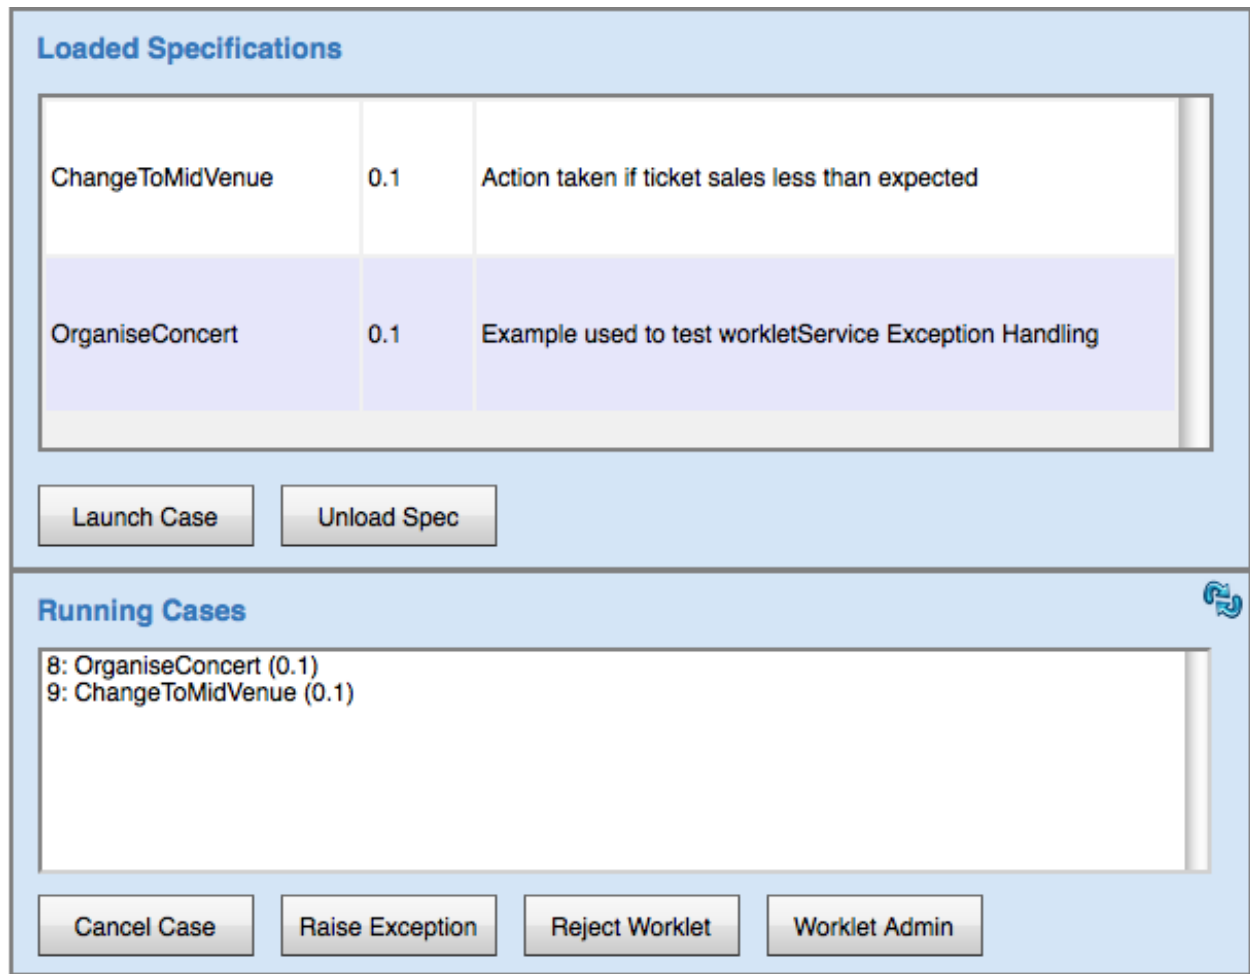 Loaded Specifications
ChangeToMidVenue 0.1 Action taken if ticket sales less than expected
OrganiseConcert 0.1 Example used to test workletService Exception Handling
Launch Case Unload Spec
Running Cases
8: OrganiseConcert (0.1)
9: ChangeToMidVenue (0.1)
Cancel Case Raise Exception Reject Worklet Worklet Admin